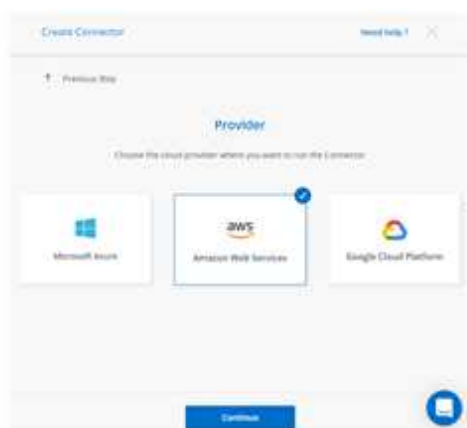 Create Connector
Need help ?
Previous Step
Provider
Choose the cloud provider where you want to run the Connector
aws
Microsoft Azure
Amazon Web Services
Google Cloud Platform
Continue